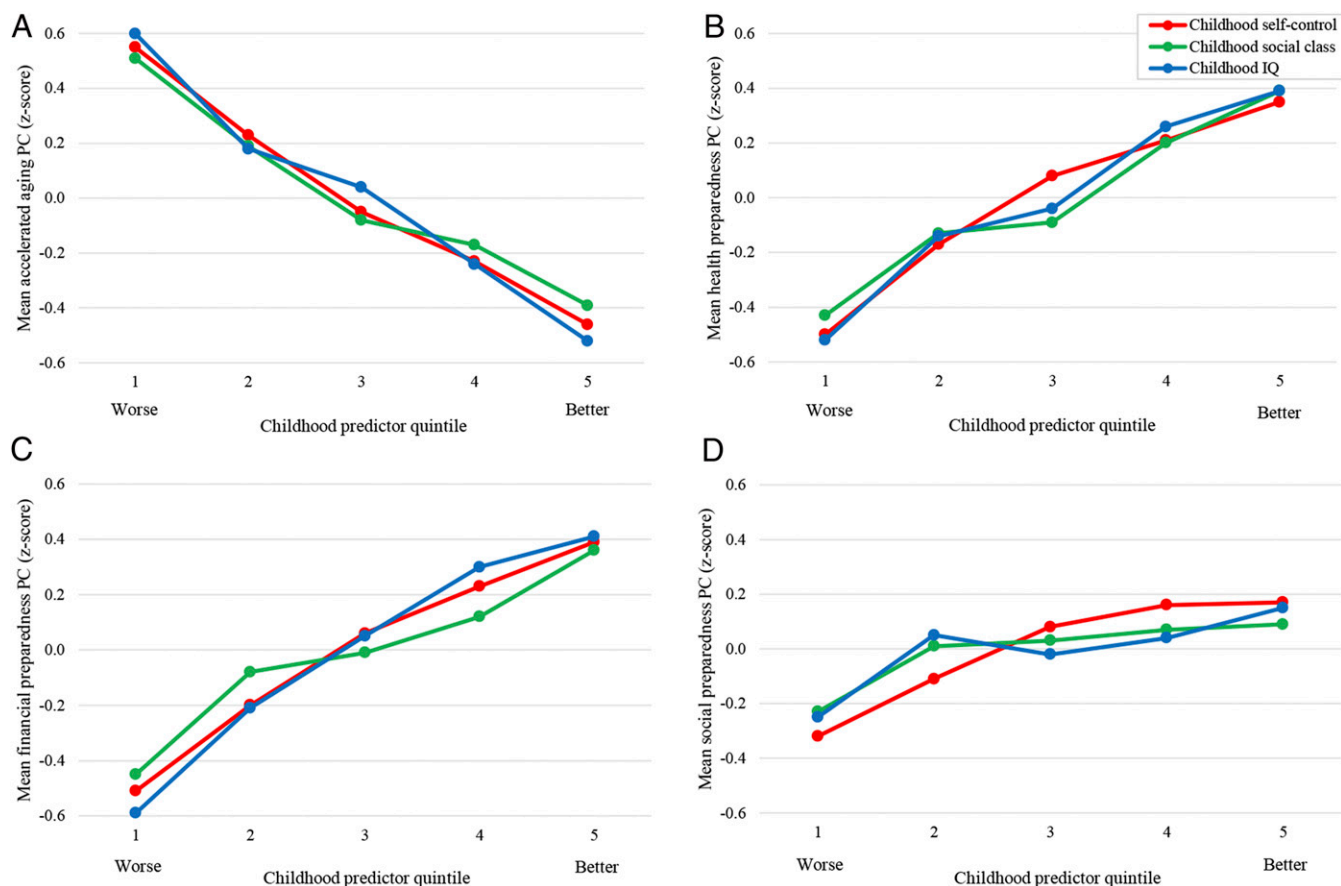 A
Mean accelerated aging PC (z-score)
0.6
0.4
0.2
0.0
-0.2
-0.4
-0.6
1
2
3
4
5
Worse
Better
Childhood predictor quintile
B
Mean health preparedness PC (z-score)
0.6
0.4
0.2
0.0
-0.2
-0.4
-0.6
Childhood self-control
Childhood social class
Childhood IQ
1
2
3
4
5
Worse
Better
Childhood predictor quintile
C
Mean financial preparedness PC (z-score)
0.6
0.4
0.2
0.0
-0.2
-0.4
-0.6
1
2
3
4
5
Worse
Better
Childhood predictor quintile
D
Mean social preparedness PC (z-score)
0.6
0.4
0.2
0.0
-0.2
-0.4
-0.6
1
2
3
4
5
Worse
Better
Childhood predictor quintile